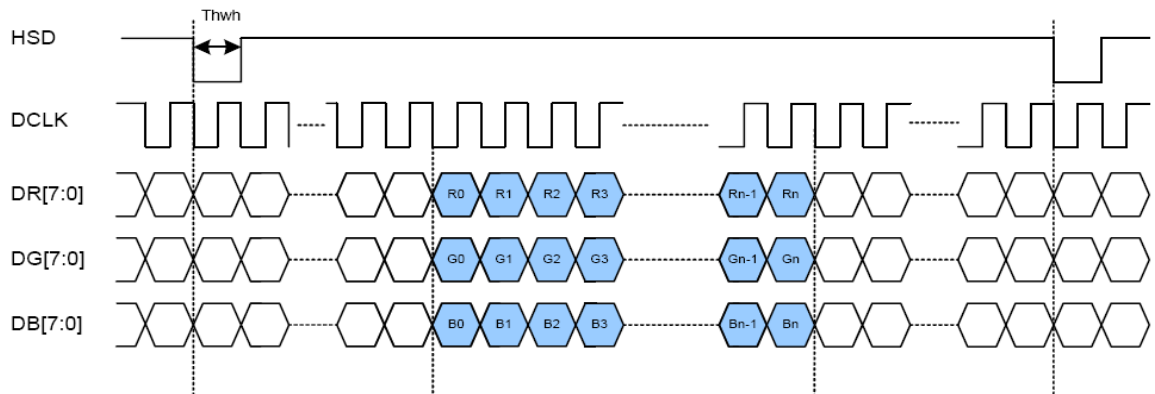 Thwh
HSD
DCLK
DR[7:0] R0 R1 R2 R3 Rn-1 Rn
DG[7:0] G0 G1 G2 G3 Gn-1 Gn
DB[7:0] B0 B1 B2 B3 Bn-1 Bn